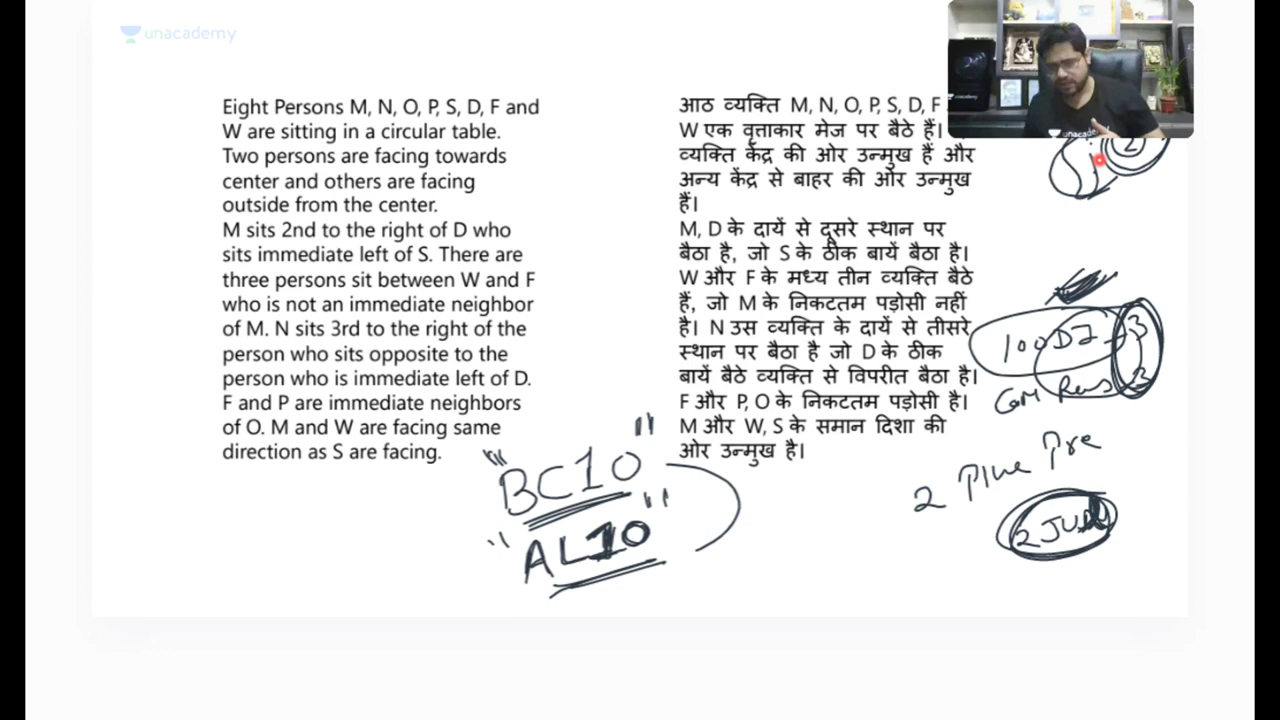 unacademy
Eight Persons M, N, O, P, S, D, F and
W are sitting in a circular table.
Two persons are facing towards
center and others are facing
outside from the center.
M sits 2nd to the right of D who
sits immediate left of S. There are
three persons sit between W and F
who is not an immediate neighbor
of M. N sits 3rd to the right of the
person who sits opposite to the
person who is immediate left of D.
F and P are immediate neighbors
of O. M and W are facing same
direction as S are facing.
आठ व्यक्ति M, N, O, P, S, D, F
W एक वृत्ताकार मेज पर बैठे हैं।
व्यक्ति केंद्र की ओर उन्मुख हैं और
अन्य केंद्र से बाहर की ओर उन्मुख
हैं।
M, D के दायें से दूसरे स्थान पर
बैठा है, जो S के ठीक बायें बैठा है।
W और F के मध्य तीन व्यक्ति बैठे
हैं, जो M के निकटतम पड़ोसी नहीं
है। N उस व्यक्ति के दायें से तीसरे
स्थान पर बैठा है जो D के ठीक
बायें बैठे व्यक्ति से विपरीत बैठा है।
F और P, O के निकटतम पड़ोसी है।
M और W, S के समान दिशा की
ओर उन्मुख है।
unacademy
2
"BC10"
"AL10"
2 Plus Pre